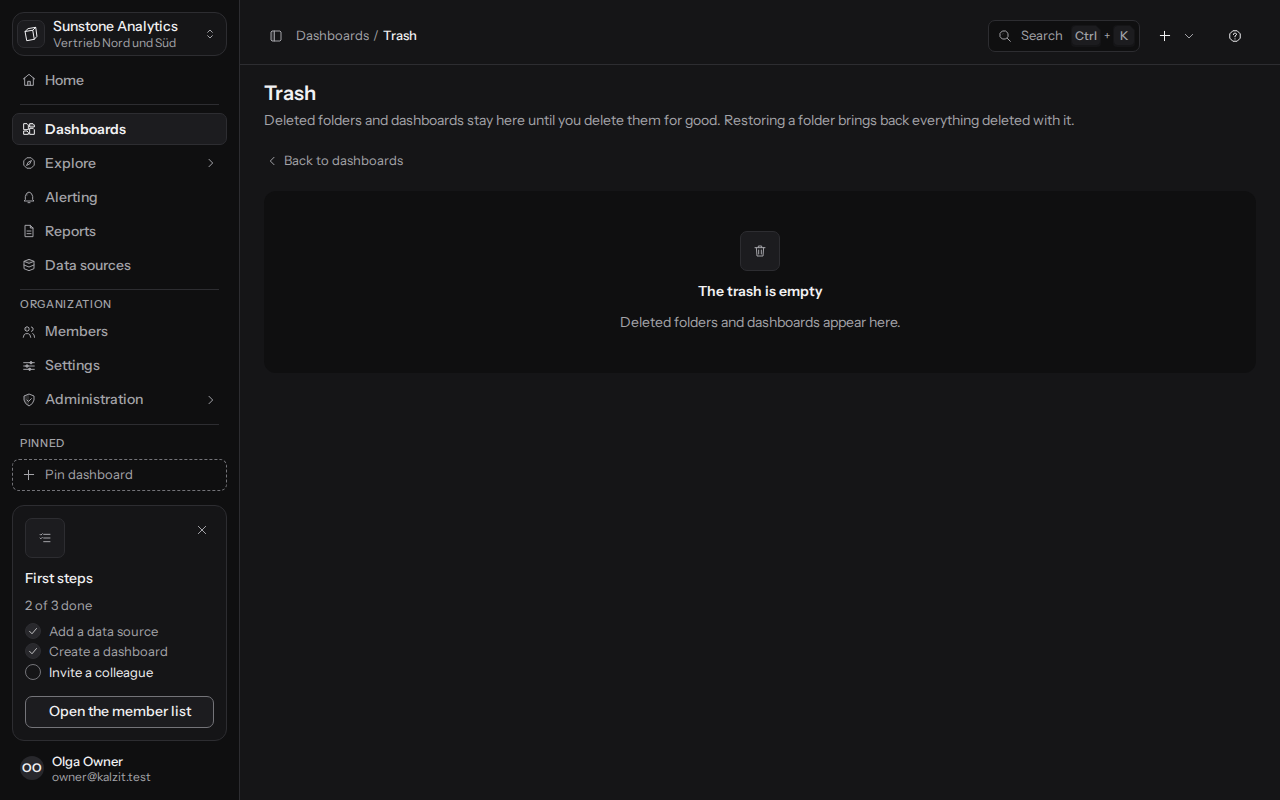 Sunstone Analytics
Vertrieb Nord und Süd
Home
Dashboards
Explore
Alerting
Reports
Data sources
ORGANIZATION
Members
Settings
Administration
PINNED
Pin dashboard
First steps
2 of 3 done
Add a data source
Create a dashboard
Invite a colleague
Open the member list
OO
Olga Owner
owner@kalzit.test
Dashboards / Trash
Search Ctrl + K
Trash
Deleted folders and dashboards stay here until you delete them for good. Restoring a folder brings back everything deleted with it.
Back to dashboards
The trash is empty
Deleted folders and dashboards appear here.